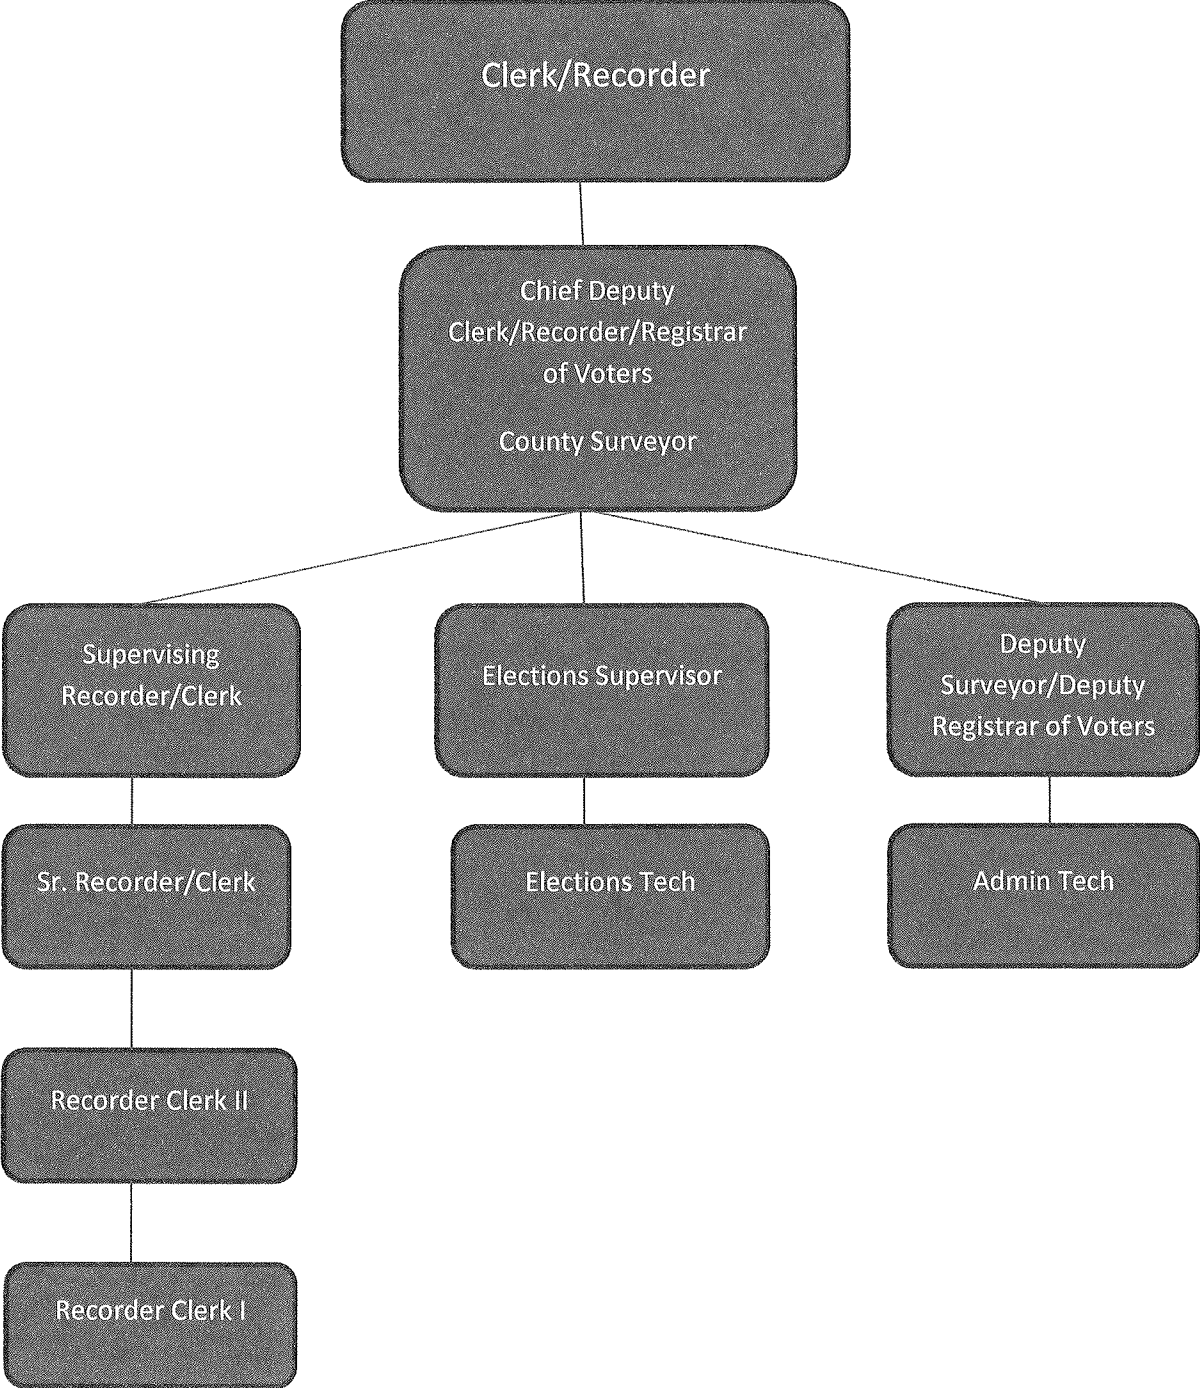 Clerk/Recorder
Chief Deputy
Clerk/Recorder/Registrar
of Voters
County Surveyor
Supervising
Recorder/Clerk
Elections Supervisor
Deputy
Surveyor/Deputy
Registrar of Voters
Sr. Recorder/Clerk
Elections Tech
Admin Tech
Recorder Clerk II
Recorder Clerk I